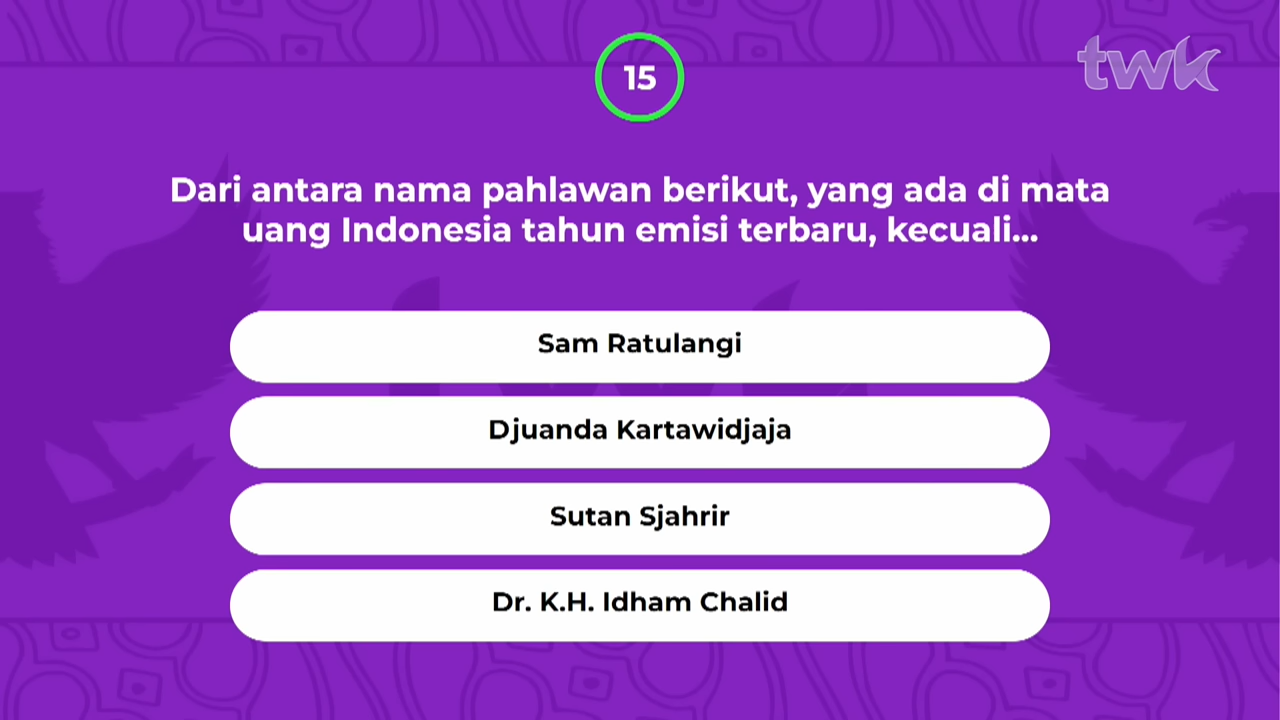 15
twk
Dari antara nama pahlawan berikut, yang ada di mata
uang Indonesia tahun emisi terbaru, kecuali...
Sam Ratulangi
Djuanda Kartawidjaja
Sutan Sjahrir
Dr. K.H. Idham Chalid